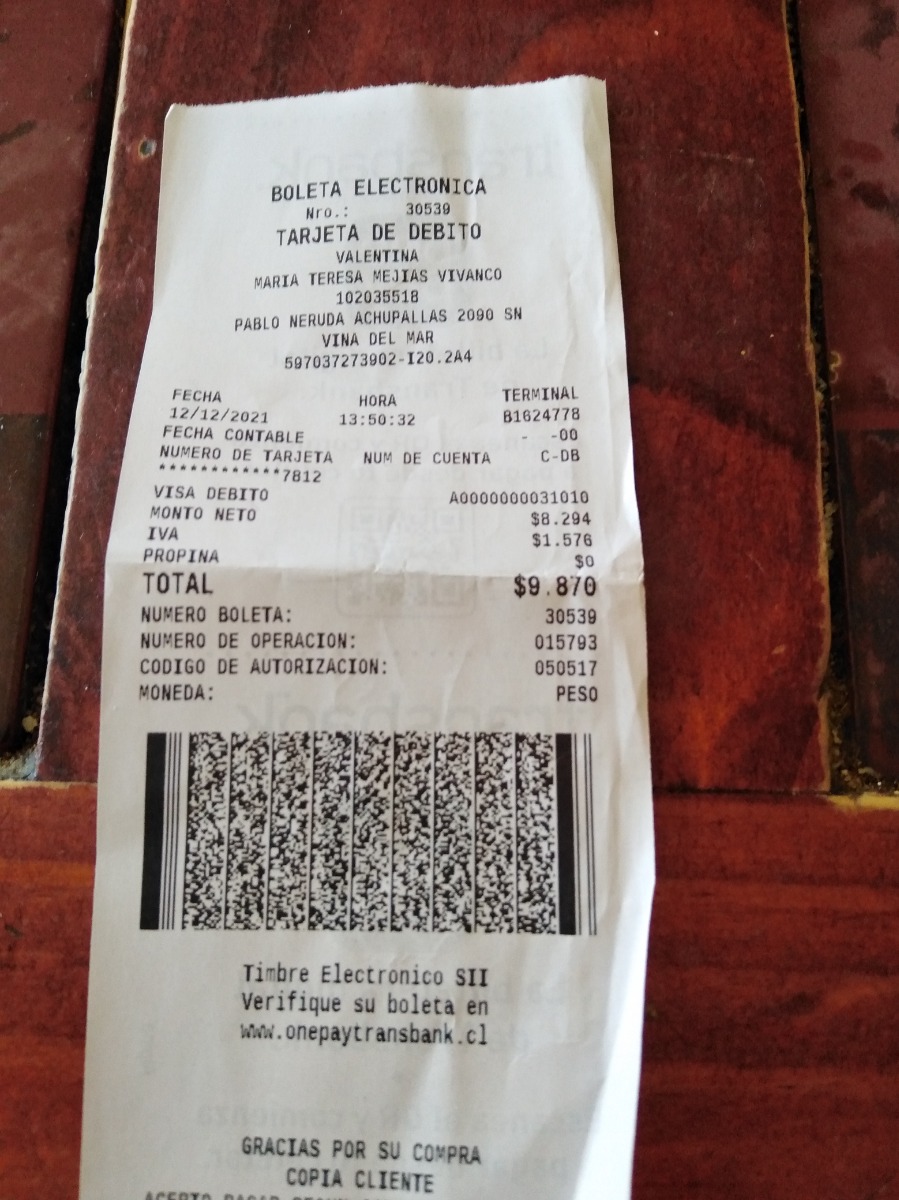 BOLETA ELECTRONICA
Nro.: 30539
TARJETA DE DEBITO
VALENTINA
MARIA TERESA MEJIAS VIVANCO
102035518
PABLO NERUDA ACHUPALLAS 2090 SN
VINA DEL MAR
597037273902-I20.2A4
FECHA HORA TERMINAL
12/12/2021 13:50:32 B1624778
FECHA CONTABLE - -00
NUMERO DE TARJETA NUM DE CUENTA C-DB
************7812
VISA DEBITO A0000000031010
MONTO NETO $8.294
IVA $1.576
PROPINA $0
TOTAL $9.870
NUMERO BOLETA: 30539
NUMERO DE OPERACION: 015793
CODIGO DE AUTORIZACION: 050517
MONEDA: PESO
Timbre Electronico SII
Verifique su boleta en
www.onepaytransbank.cl
GRACIAS POR SU COMPRA
COPIA CLIENTE
ACEPTO PAGAR